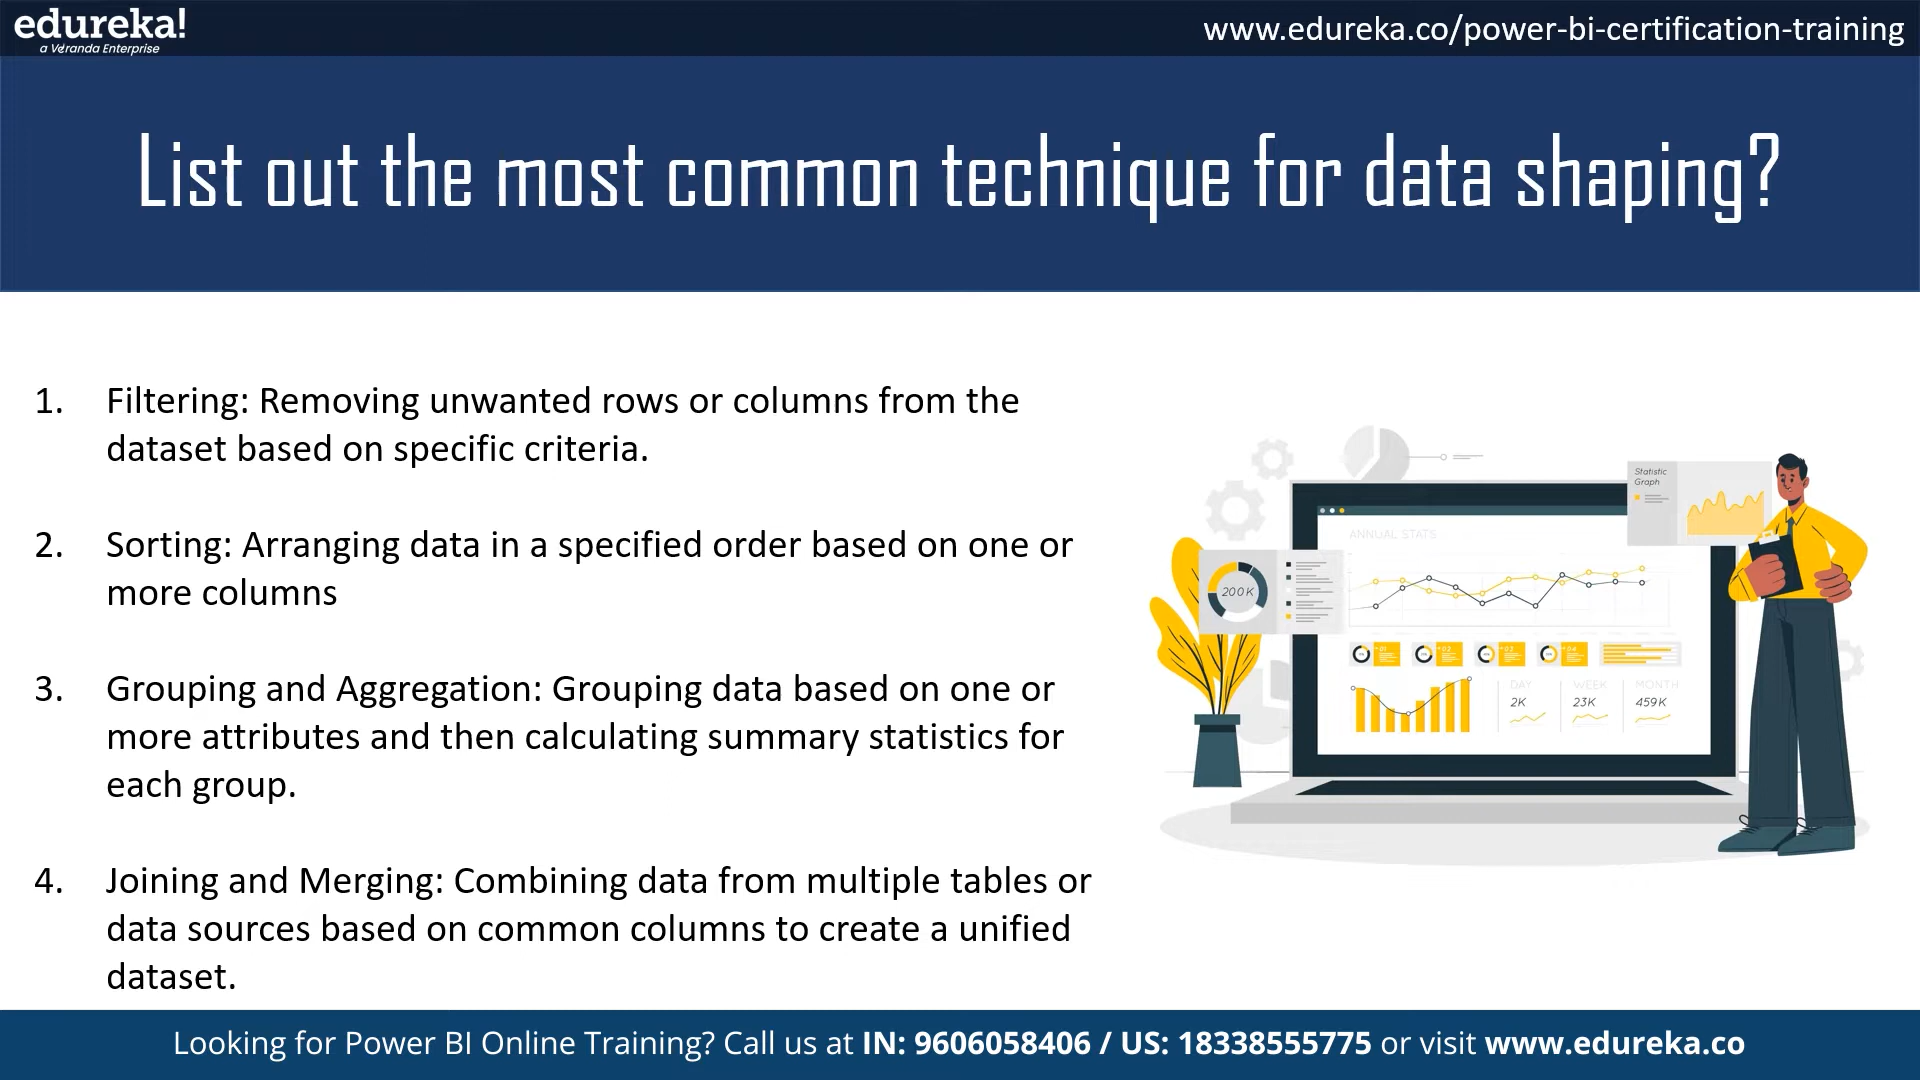 edureka!
a Veranda Enterprise
www.edureka.co/power-bi-certification-training
List out the most common technique for data shaping?
1. Filtering: Removing unwanted rows or columns from the
dataset based on specific criteria.
2. Sorting: Arranging data in a specified order based on one or
more columns
3. Grouping and Aggregation: Grouping data based on one or
more attributes and then calculating summary statistics for
each group.
4. Joining and Merging: Combining data from multiple tables or
data sources based on common columns to create a unified
dataset.
Statistic
Graph
ANNUAL STATS
200K
DAY WEEK MONTH
2K 23K 459K
Looking for Power BI Online Training? Call us at IN: 9606058406 / US: 18338555775 or visit www.edureka.co